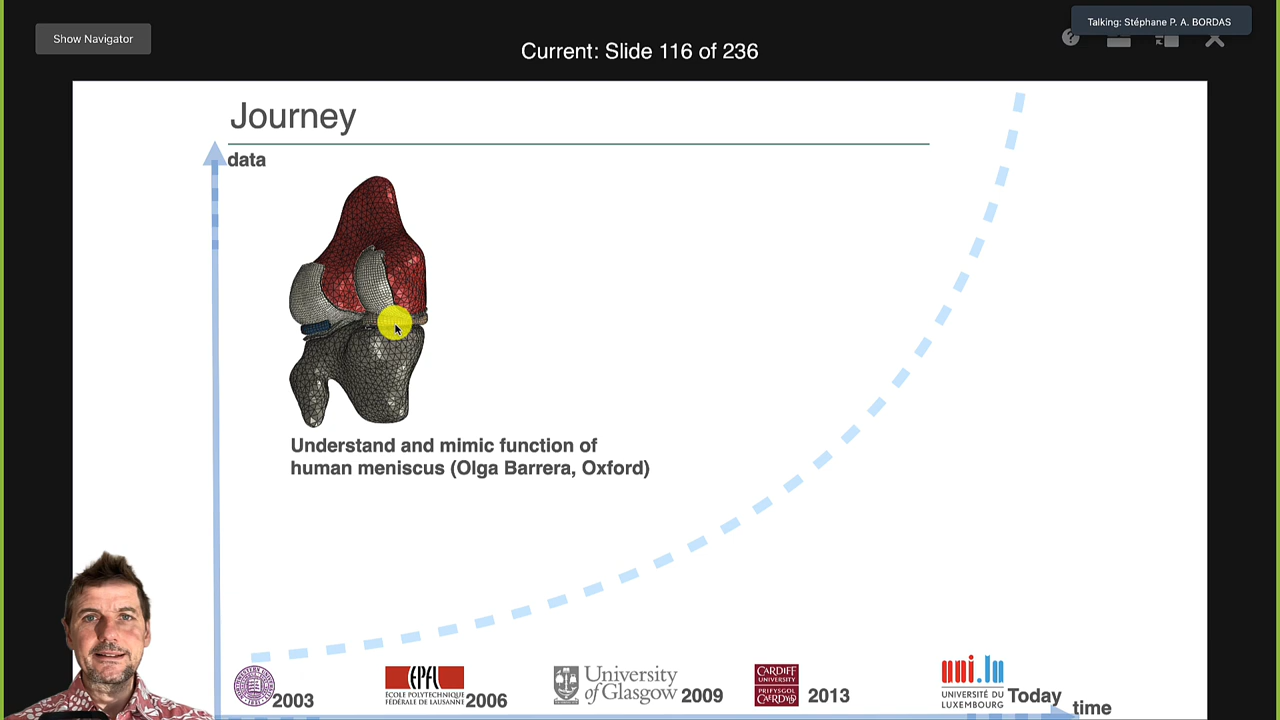 Show Navigator
Talking: Stéphane P. A. BORDAS
Current: Slide 116 of 236
Journey
data
Understand and mimic function of
human meniscus (Olga Barrera, Oxford)
2003
EPFL
ÉCOLE POLYTECHNIQUE
FÉDÉRALE DE LAUSANNE
2006
University
of Glasgow
2009
CARDIFF
UNIVERSITY
PRIFYSGOL
CAERDYDD
2013
uni.lu
UNIVERSITÉ DU
LUXEMBOURG
Today
time